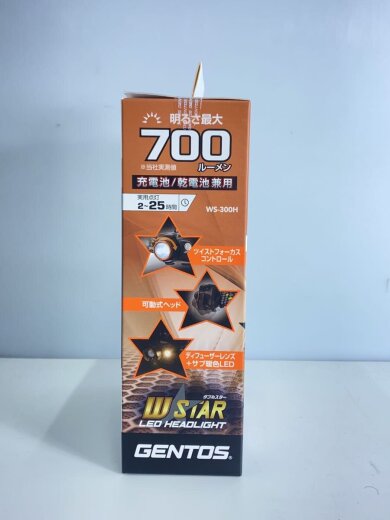 明るさ最大
700
ルーメン
※当社実測値
充電池/乾電池兼用
実用点灯
2~25時間
WS-300H
ツイストフォーカス
コントロール
可動式ヘッド
ディフューザーレンズ
+サブ暖色LED
ダブルスター
W STAR
LED HEADLIGHT
GENTOS®